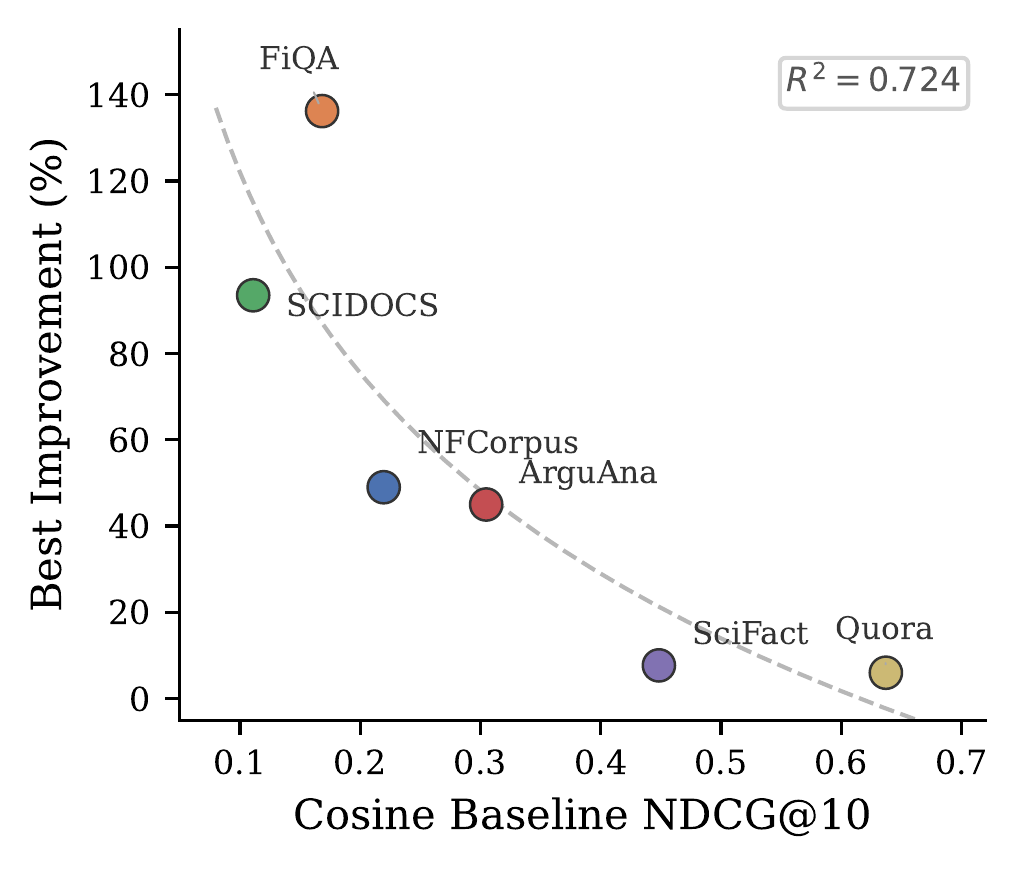 FiQA
R² = 0.724
140
120
100
80
60
40
20
0
SCIDOCS
NFCorpus
ArguAna
SciFact
Quora
Best Improvement (%)
0.1
0.2
0.3
0.4
0.5
0.6
0.7
Cosine Baseline NDCG@10